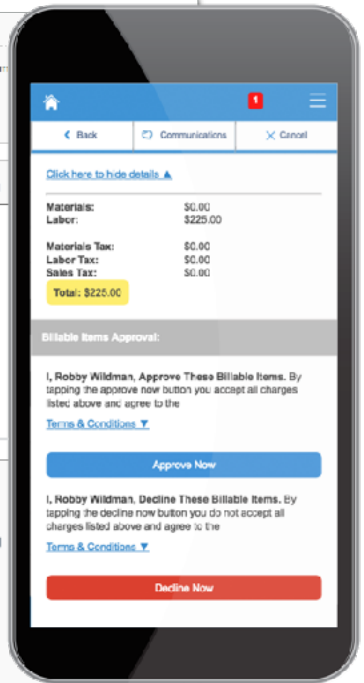 1
Back
Communications
Cancel
Click here to hide details ▲
Materials: $0.00
Labor: $225.00
Materials Tax: $0.00
Labor Tax: $0.00
Sales Tax: $0.00
Total: $225.00
Billable Items Approval:
I, Robby Wildman, Approve These Billable Items. By
tapping the approve now button you accept all charges
listed above and agree to the
Terms & Conditions ▼
Approve Now
I, Robby Wildman, Decline These Billable Items. By
tapping the decline now button you do not accept all
charges listed above and agree to the
Terms & Conditions ▼
Decline Now